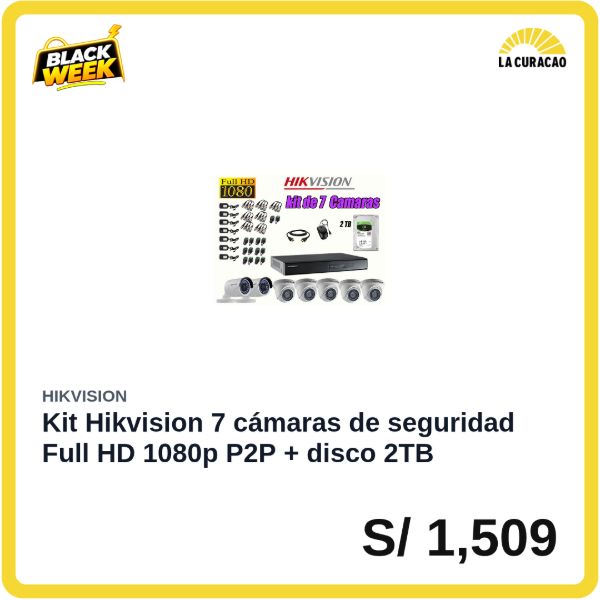 BLACK
WEEK
LA CURACAO
Full HD
1080
HIKVISION
kit de 7 Camaras
2 TB
HIKVISION
Kit Hikvision 7 cámaras de seguridad
Full HD 1080p P2P + disco 2TB
S/ 1,509